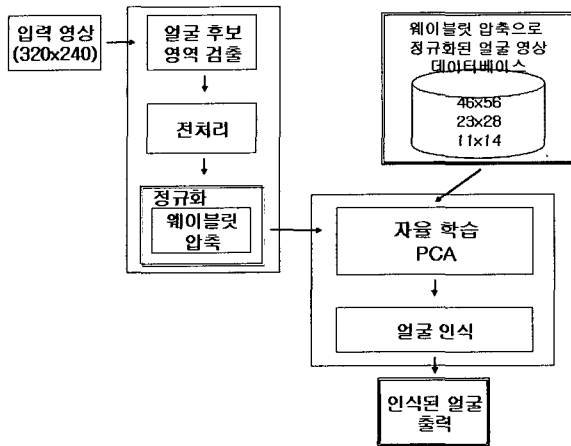 입력 영상
(320x240)
얼굴 후보
영역 검출
전처리
정규화
웨이블릿
압축
웨이블릿 압축으로
정규화된 얼굴 영상
데이터베이스
46x56
23x28
11x14
자율 학습
PCA
얼굴 인식
인식된 얼굴
출력